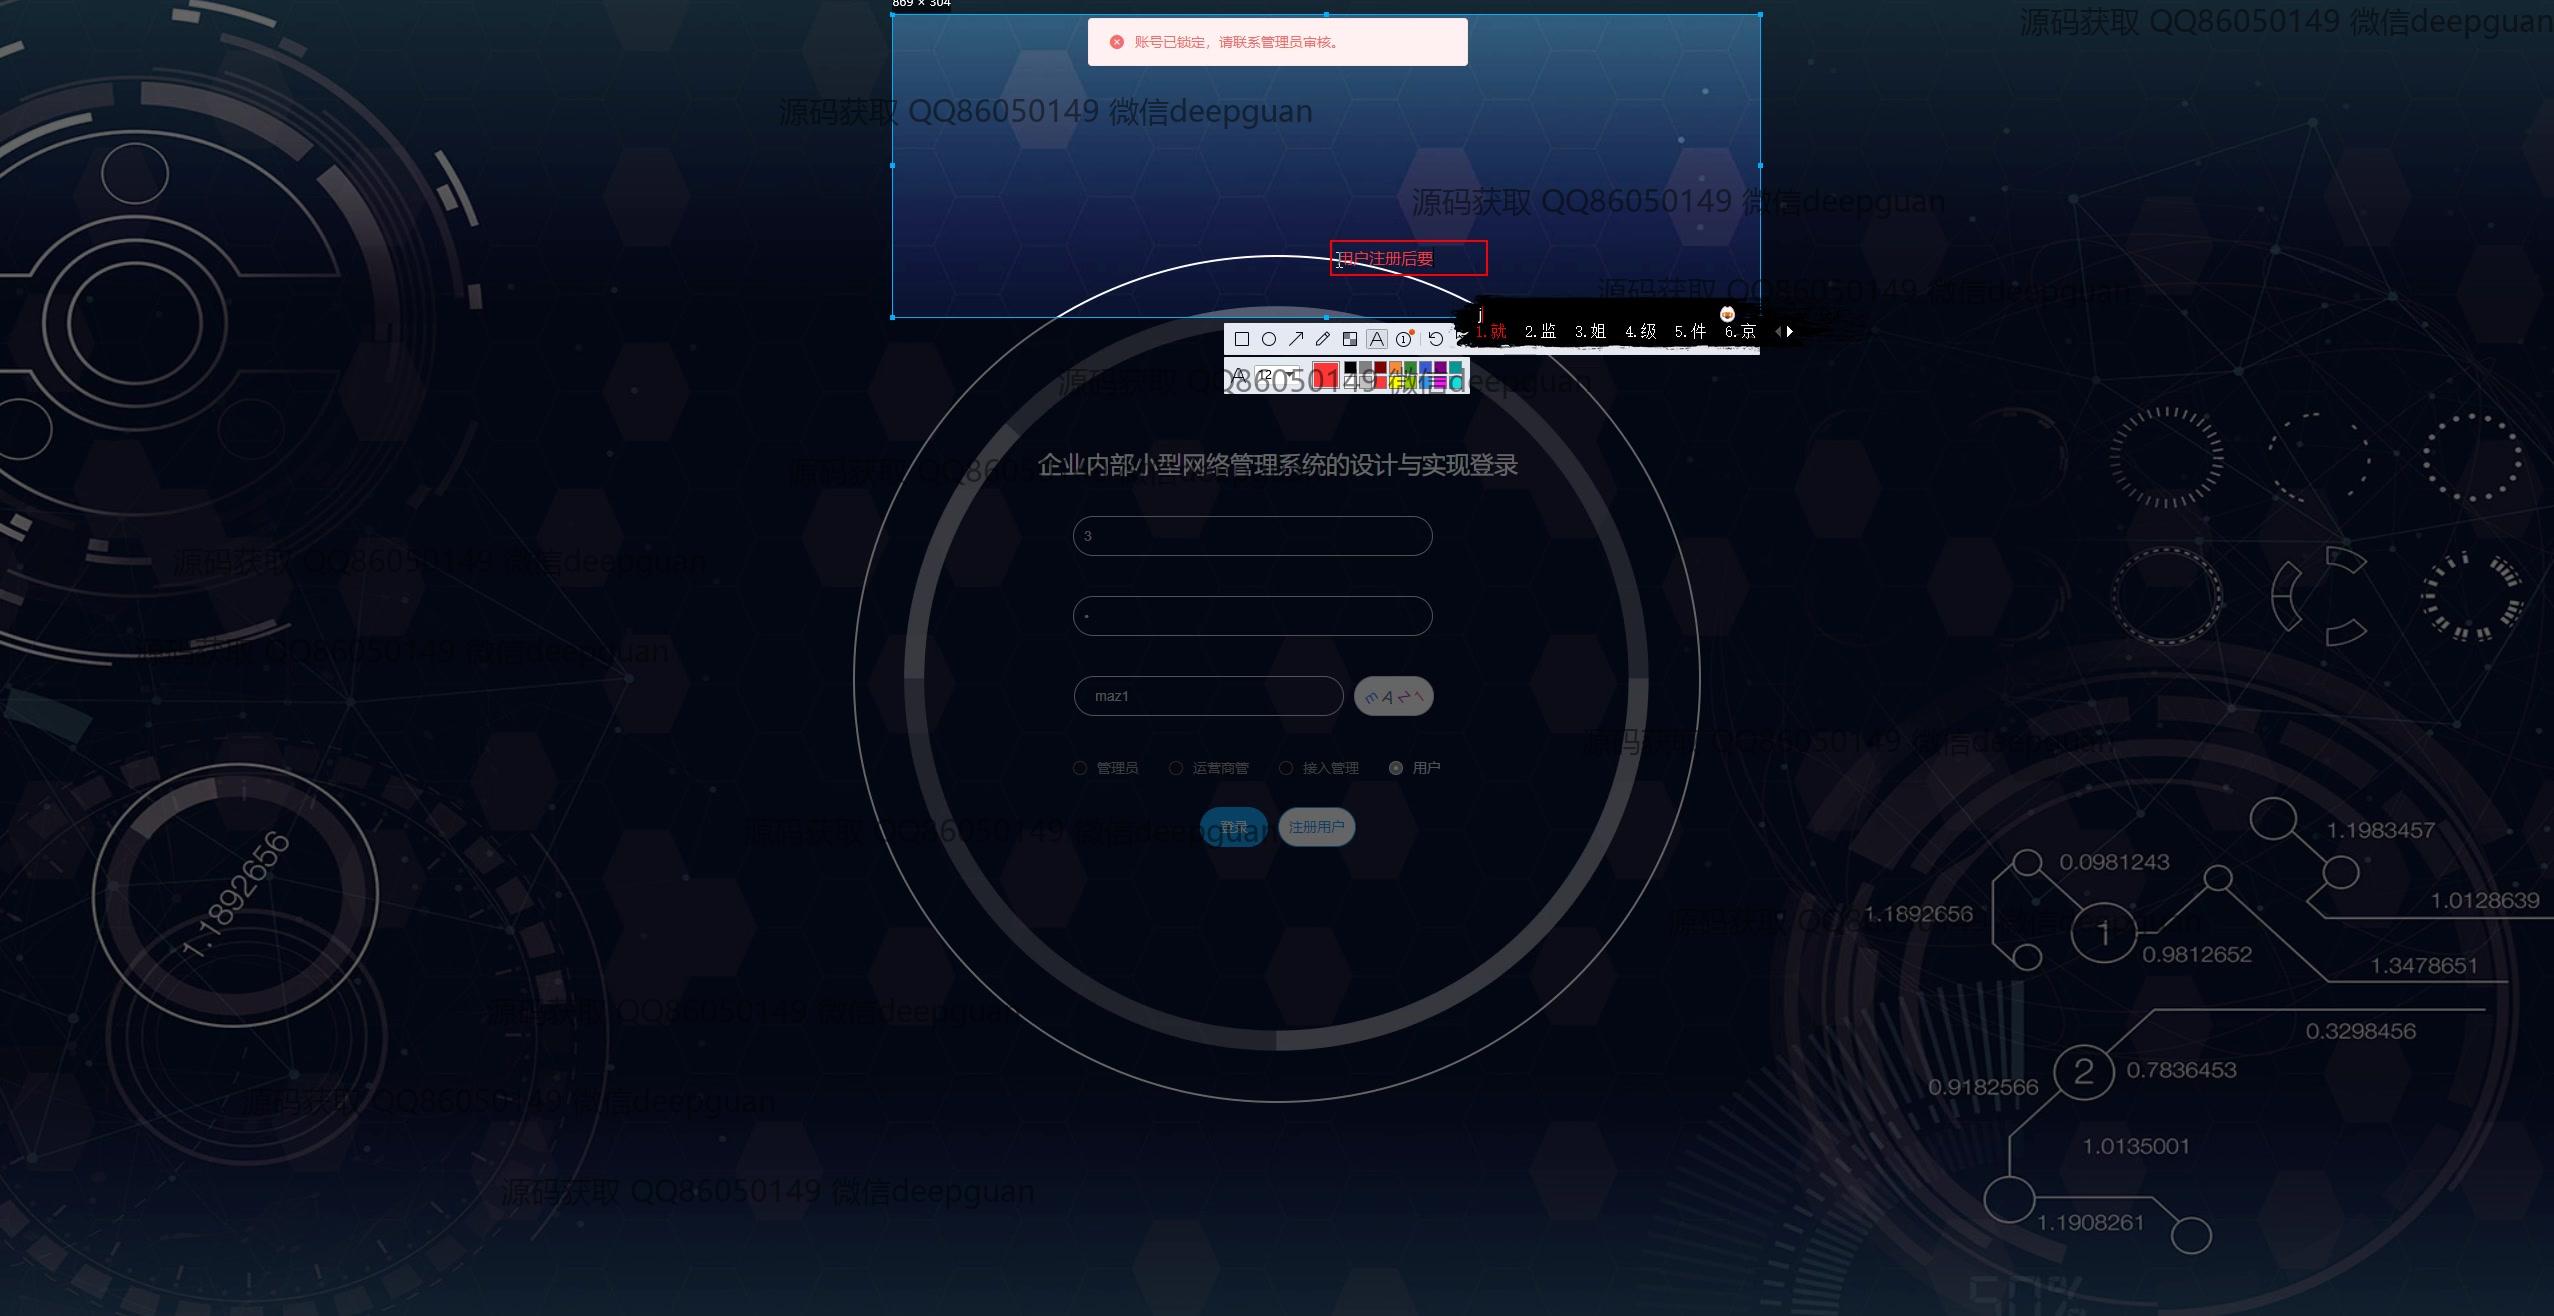 869 × 304
源码获取 QQ86050149 微信deepguan
账号已锁定，请联系管理员审核。
源码获取 QQ86050149 微信deepguan
源码获取 QQ86050149 微信deepguan
用户注册后要
源码获取 QQ86050149 微信deepguan
j
1.就 2.监 3.姐 4.级 5.件 6.京
A 12
源码获取 QQ86050149 微信deepguan
企业内部小型网络管理系统的设计与实现登录
3
源码获取 QQ86050149 微信deepguan
源码获取 QQ86050149 微信deepguan
maz1
mAz1
源码获取 QQ86050149 微信deepguan
管理员 运营商管 接入管理 用户
登录 注册用户
源码获取 QQ86050149 微信deepguan
1.1983457
0.0981243
1.1892656
1.0128639
1.1892656
源码获取 QQ86050149 微信deepguan
1
0.9812652
1.3478651
源码获取 QQ86050149 微信deepguan
0.3298456
2
0.7836453
0.9182566
源码获取 QQ86050149 微信deepguan
1.0135001
源码获取 QQ86050149 微信deepguan
1.1908261